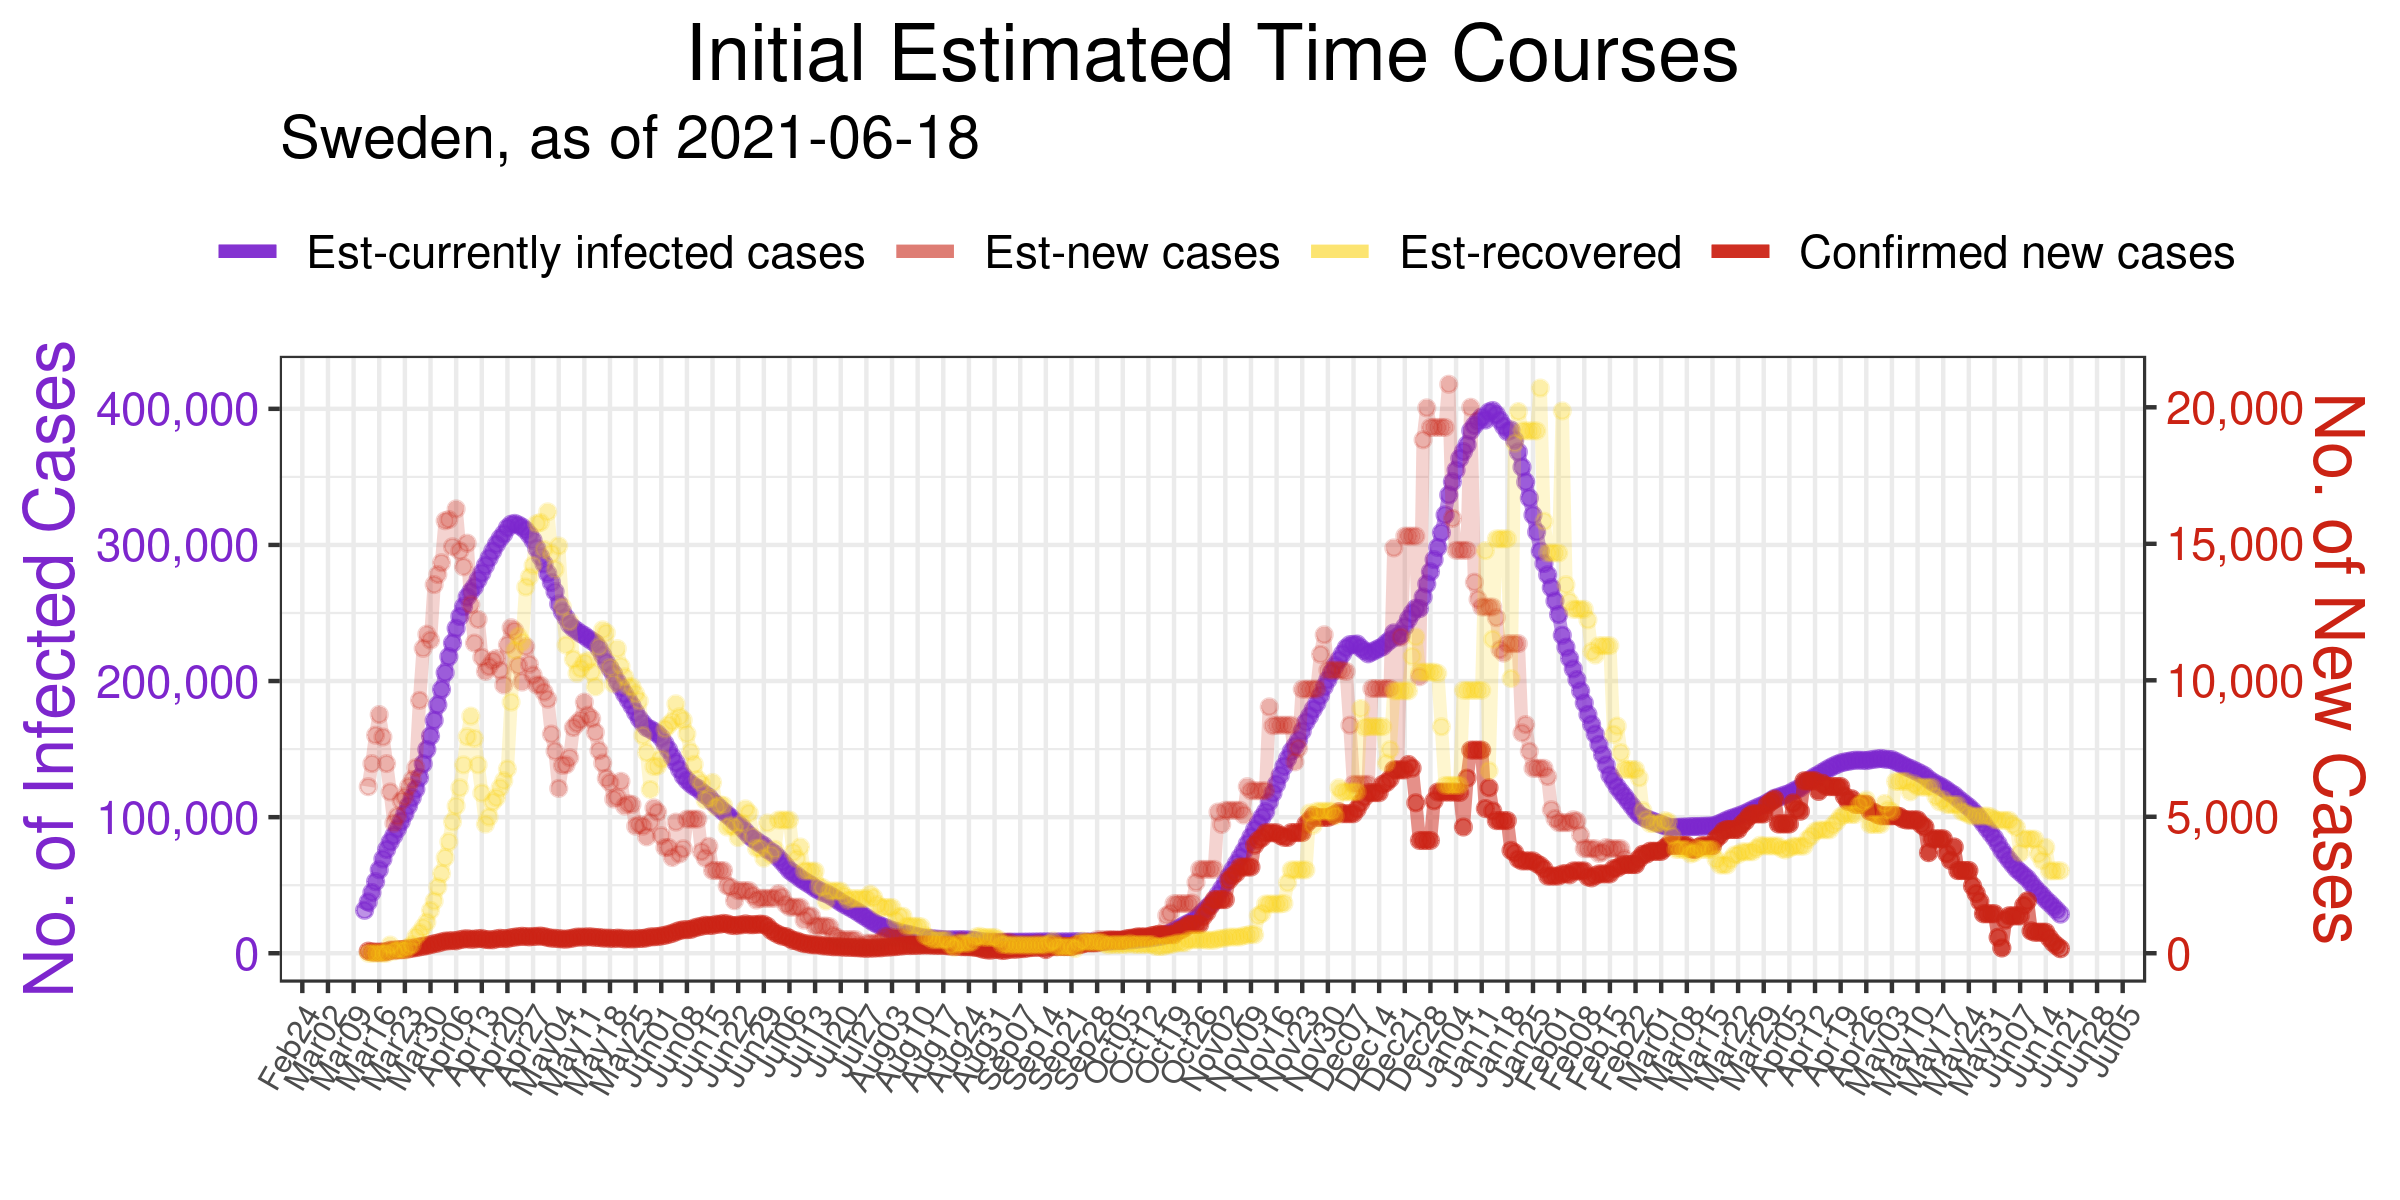 Initial Estimated Time Courses
Sweden, as of 2021-06-18
Est-currently infected cases Est-new cases Est-recovered Confirmed new cases
No. of Infected Cases
400,000
300,000
200,000
100,000
0
20,000
15,000
10,000
5,000
0
No. of New Cases
Feb24 Mar02 Mar09 Mar16 Mar23 Mar30 Apr06 Apr13 Apr20 Apr27 May04 May11 May18 May25 Jun01 Jun08 Jun15 Jun22 Jun29 Jul06 Jul13 Jul20 Jul27 Aug03 Aug10 Aug17 Aug24 Aug31 Sep07 Sep14 Sep21 Sep28 Oct05 Oct12 Oct19 Oct26 Nov02 Nov09 Nov16 Nov23 Nov30 Dec07 Dec14 Dec21 Dec28 Jan04 Jan11 Jan18 Jan25 Feb01 Feb08 Feb15 Feb22 Mar01 Mar08 Mar15 Mar22 Mar29 Apr05 Apr12 Apr19 Apr26 May03 May10 May17 May24 May31 Jun07 Jun14 Jun21 Jun28 Jul05